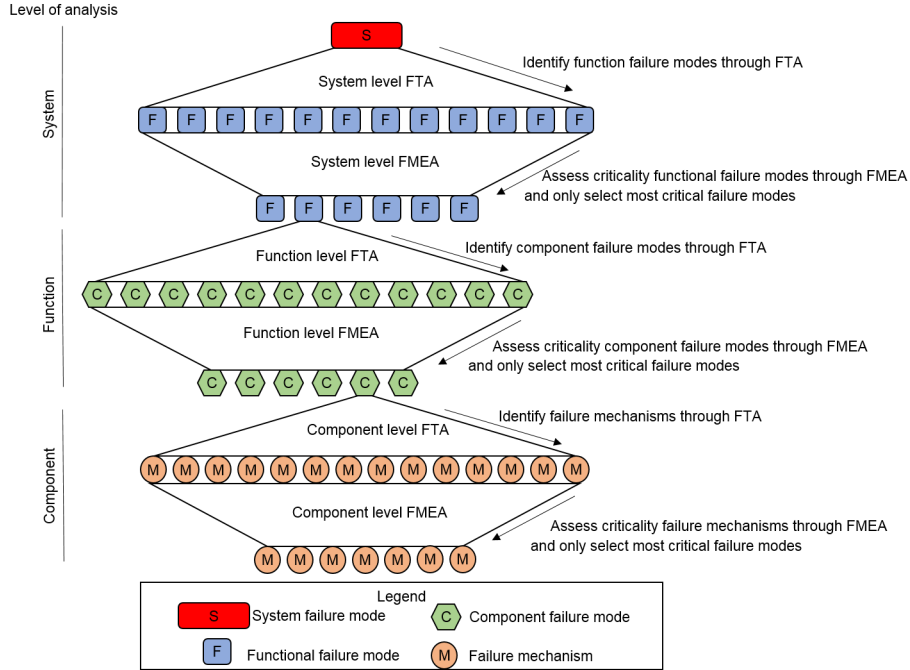 Level of analysis
S
Identify function failure modes through FTA
System level FTA
System
F F F F F F F F F F F F
System level FMEA
Assess criticality functional failure modes through FMEA
and only select most critical failure modes
F F F F F F
Identify component failure modes through FTA
Function level FTA
Function
C C C C C C C C C C C C
Function level FMEA
Assess criticality component failure modes through FMEA
and only select most critical failure modes
C C C C C C
Identify failure mechanisms through FTA
Component level FTA
Component
M M M M M M M M M M M M M M
Component level FMEA
Assess criticality failure mechanisms through FMEA
and only select most critical failure modes
M M M M M M M
Legend
S System failure mode
C Component failure mode
F Functional failure mode
M Failure mechanism